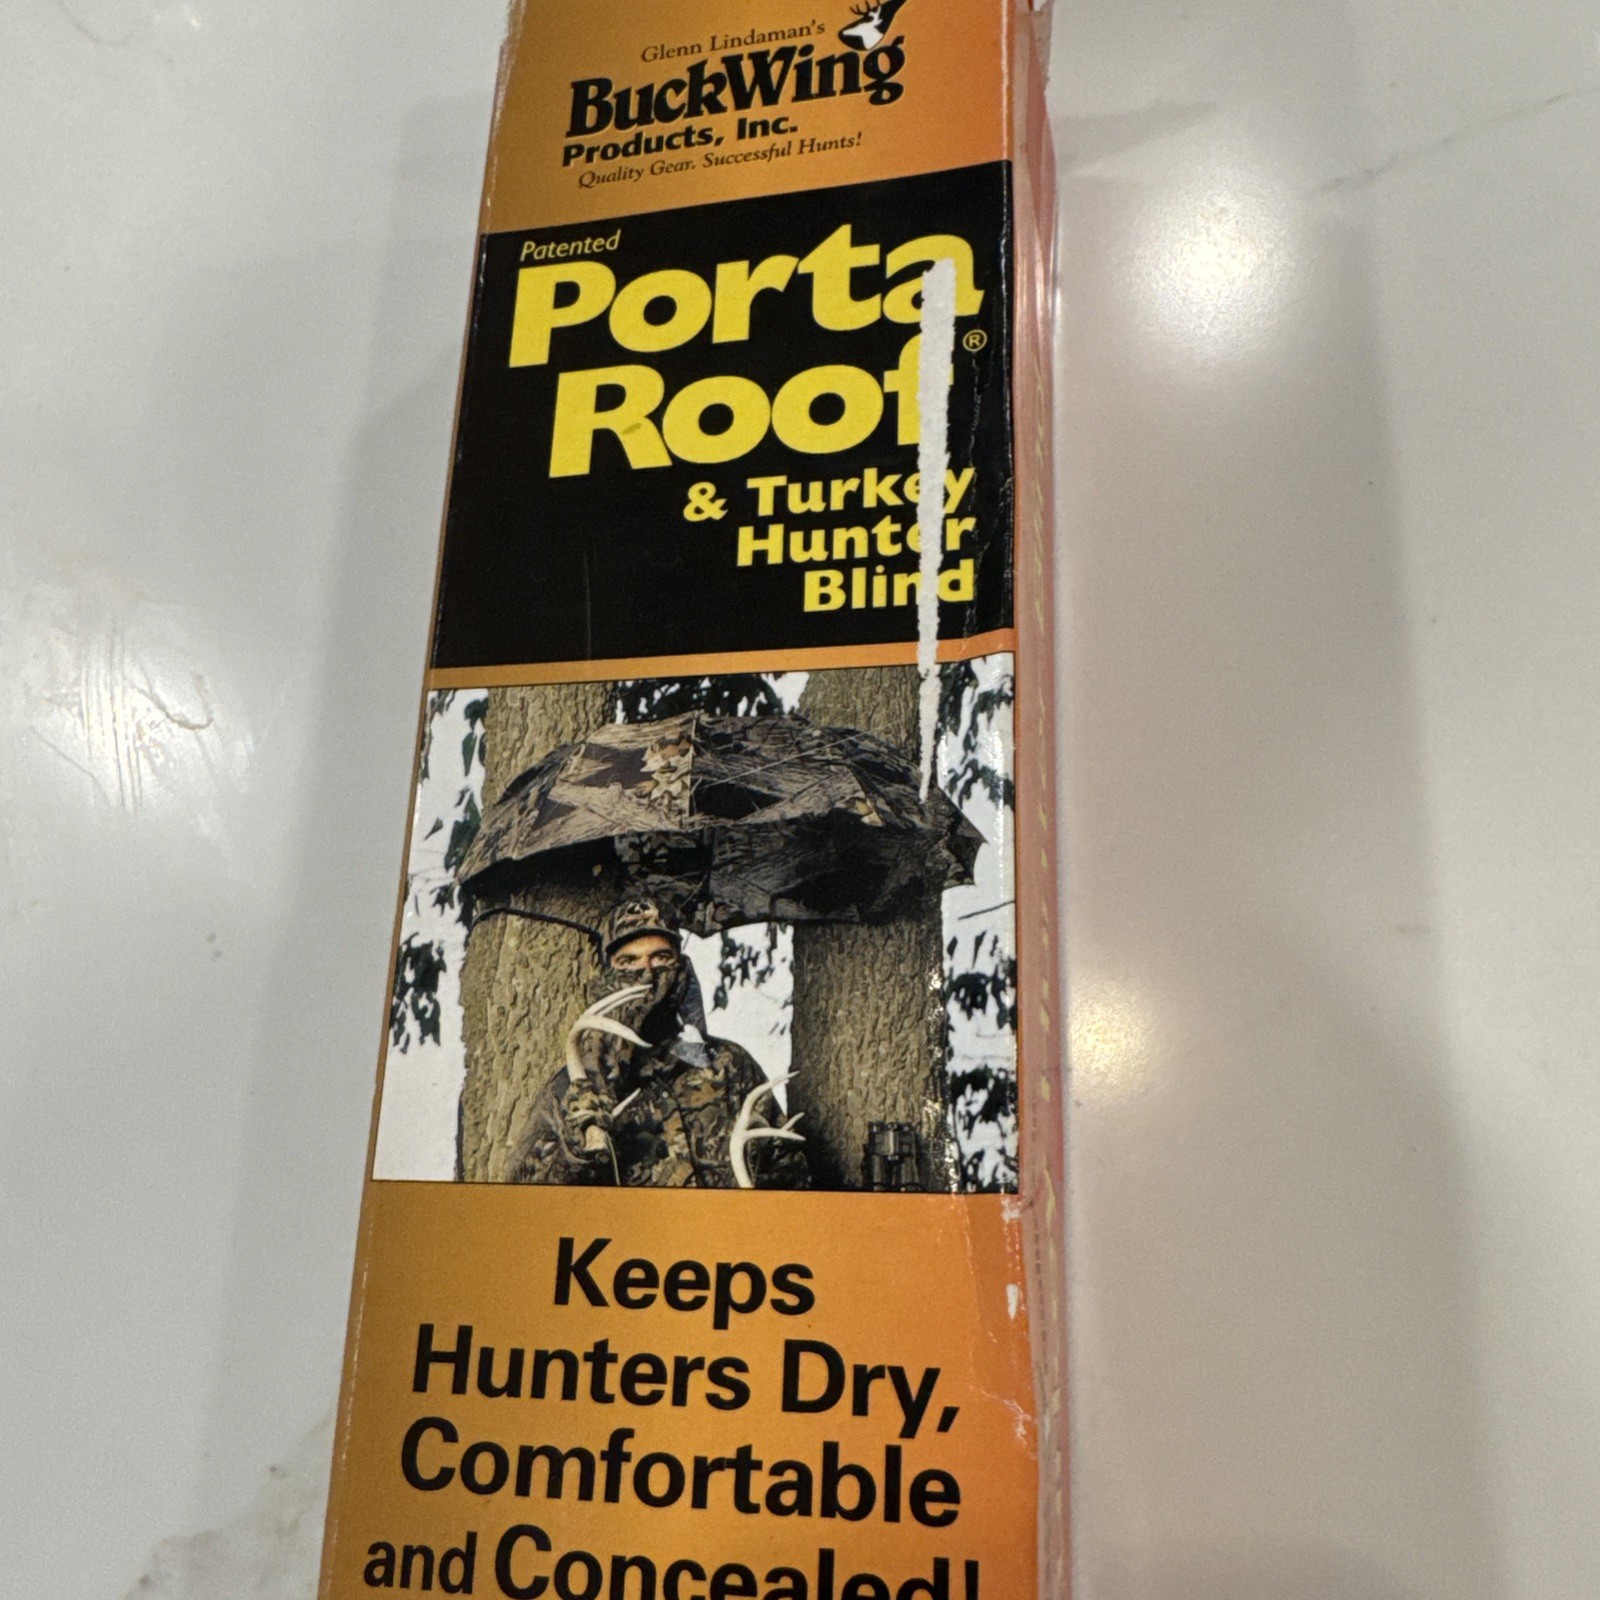 Glenn Lindaman's
BuckWing
Products, Inc.
Quality Gear. Successful Hunts!
Patented
Porta
Roof®
& Turkey
Hunter
Blind
Keeps
Hunters Dry,
Comfortable
and Concealed!